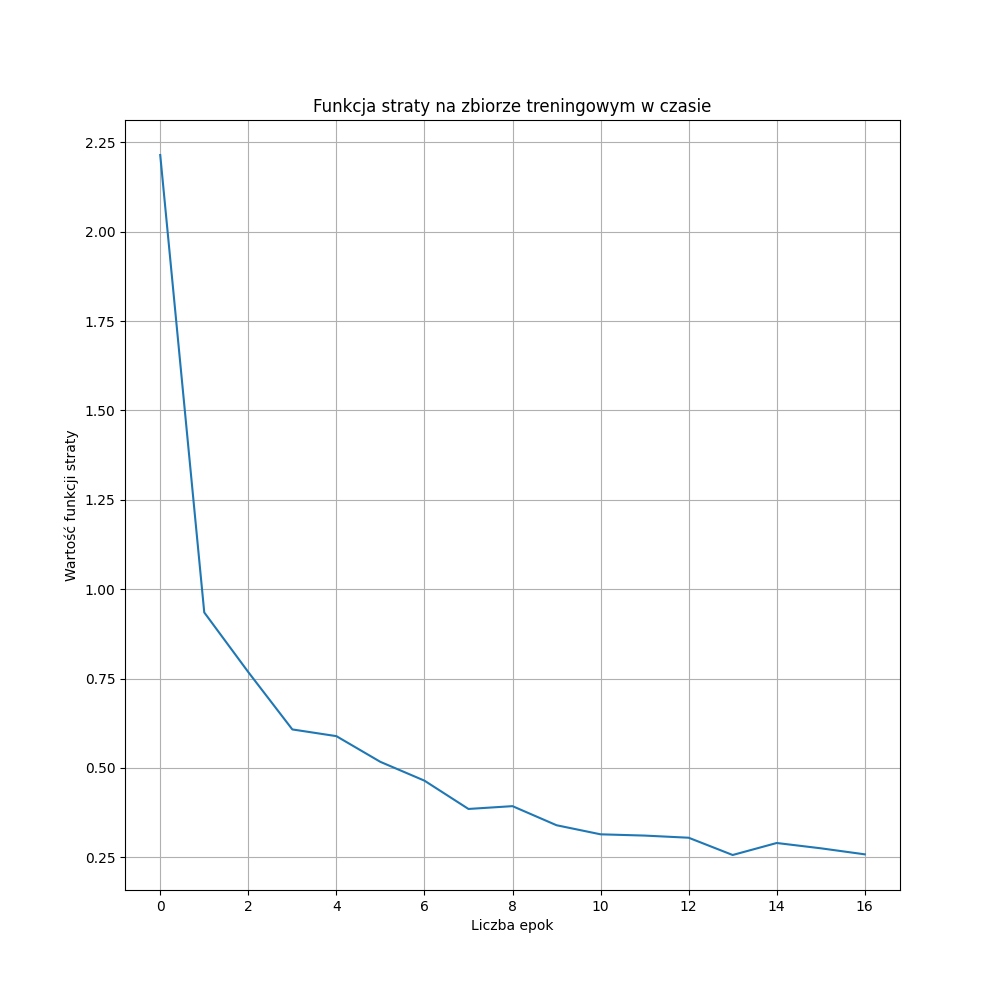 Funkcja straty na zbiorze treningowym w czasie
2.25
2.00
1.75
1.50
1.25
1.00
0.75
0.50
0.25
Wartość funkcji straty
0 2 4 6 8 10 12 14 16
Liczba epok